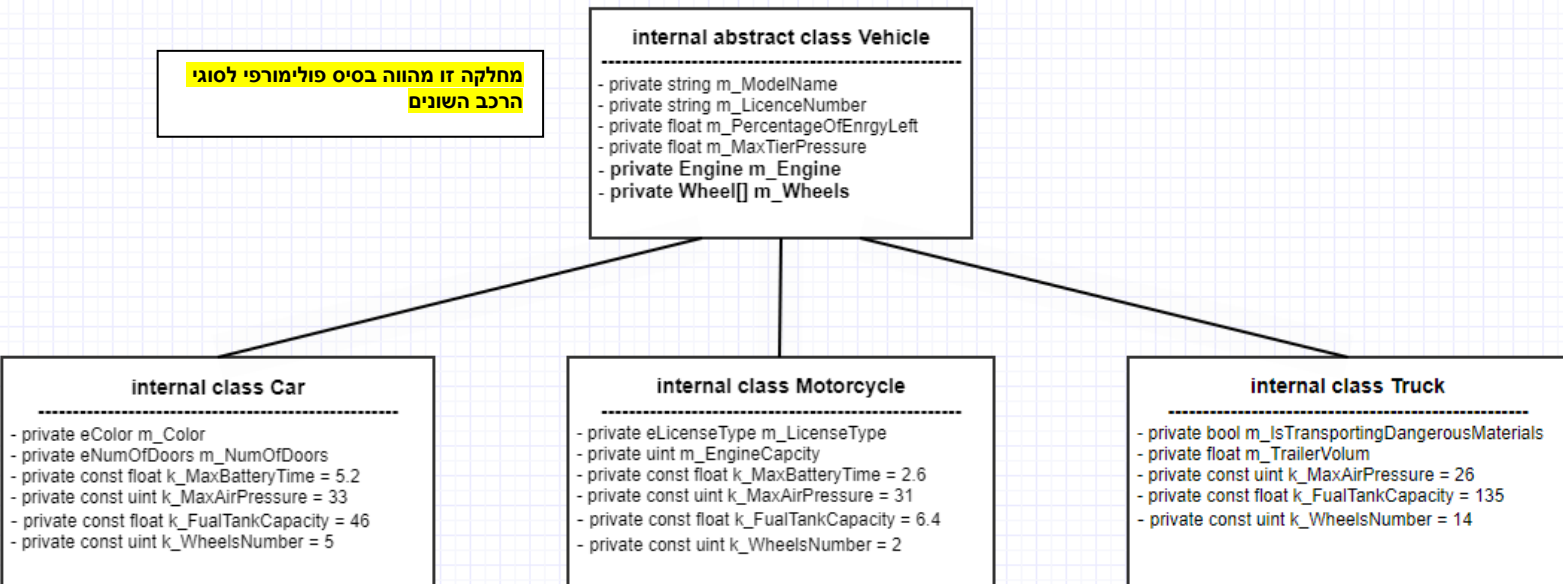 internal abstract class Vehicle
- private string m_ModelName
- private string m_LicenceNumber
- private float m_PercentageOfEnrgyLeft
- private float m_MaxTierPressure
- private Engine m_Engine
- private Wheel[] m_Wheels
מחלקה זו מהווה בסיס פולימורפי לסוגי
הרכב השונים
internal class Car
- private eColor m_Color
- private eNumOfDoors m_NumOfDoors
- private const float k_MaxBatteryTime = 5.2
- private const uint k_MaxAirPressure = 33
- private const float k_FualTankCapacity = 46
- private const uint k_WheelsNumber = 5
internal class Motorcycle
- private eLicenseType m_LicenseType
- private uint m_EngineCapcity
- private const float k_MaxBatteryTime = 2.6
- private const uint k_MaxAirPressure = 31
- private const float k_FualTankCapacity = 6.4
- private const uint k_WheelsNumber = 2
internal class Truck
- private bool m_IsTransportingDangerousMaterials
- private float m_TrailerVolum
- private const uint k_MaxAirPressure = 26
- private const float k_FualTankCapacity = 135
- private const uint k_WheelsNumber = 14